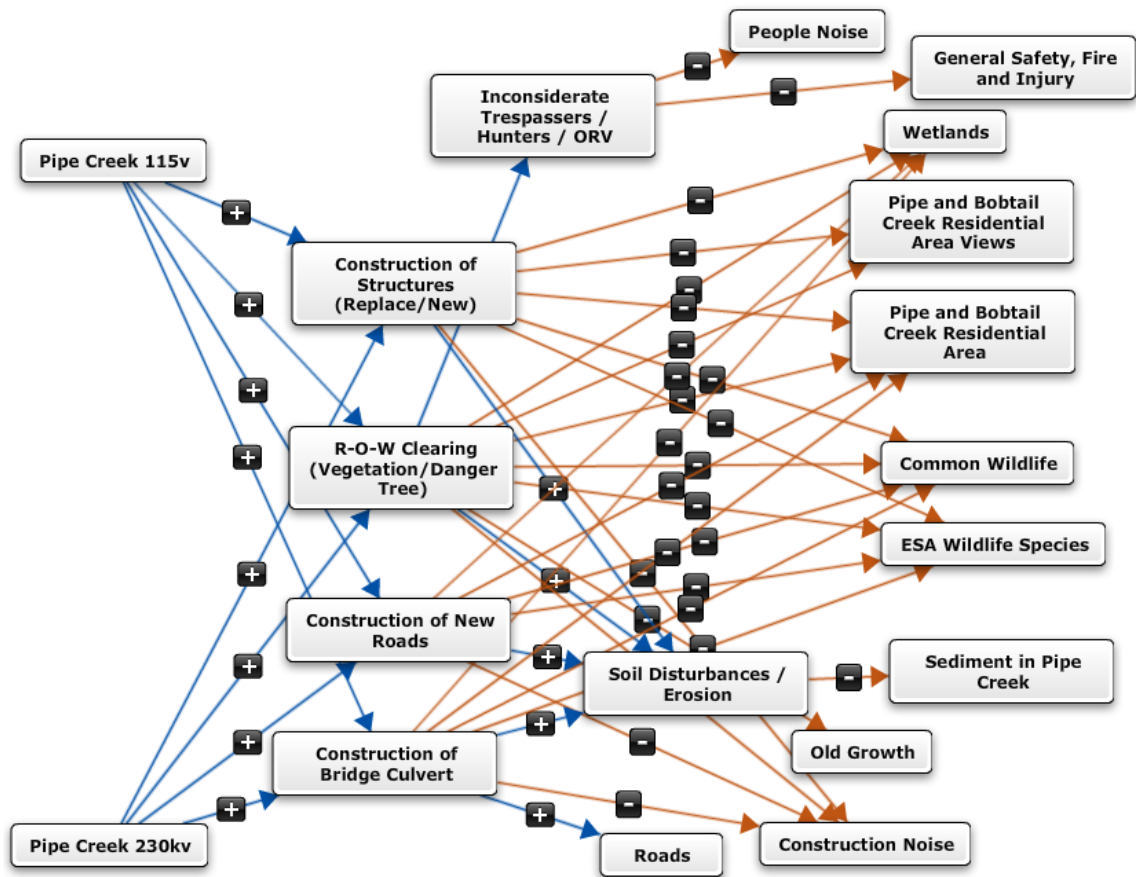 People Noise
General Safety, Fire
and Injury
Inconsiderate
Trespassers /
Hunters / ORV
Wetlands
Pipe Creek 115v
Pipe and Bobtail
Creek Residential
Area Views
Construction of
Structures
(Replace/New)
Pipe and Bobtail
Creek Residential
Area
R-O-W Clearing
(Vegetation/Danger
Tree)
Common Wildlife
ESA Wildlife Species
Construction of New
Roads
Soil Disturbances /
Erosion
Sediment in Pipe
Creek
Old Growth
Construction of
Bridge Culvert
Pipe Creek 230kv
Roads
Construction Noise